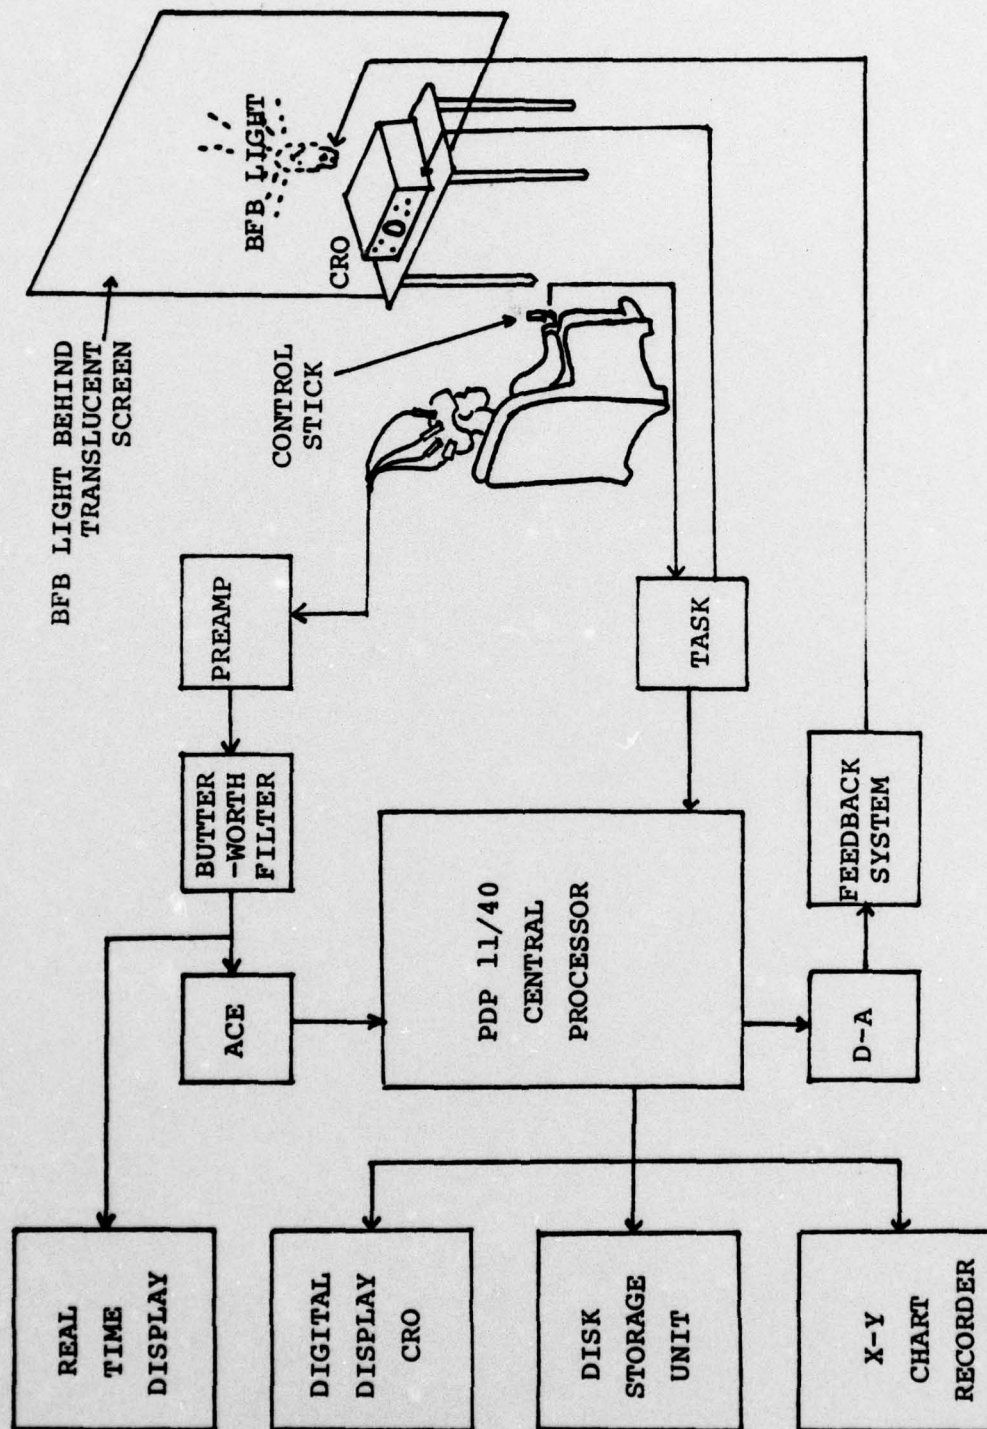 BFB LIGHT BEHIND
TRANSLUCENT
SCREEN
BFB LIGHT
CRO
CONTROL
STICK
PREAMP
BUTTER
-WORTH
FILTER
ACE
TASK
PDP 11/40
CENTRAL
PROCESSOR
FEEDBACK
SYSTEM
D-A
REAL
TIME
DISPLAY
DIGITAL
DISPLAY
CRO
DISK
STORAGE
UNIT
X-Y
CHART
RECORDER